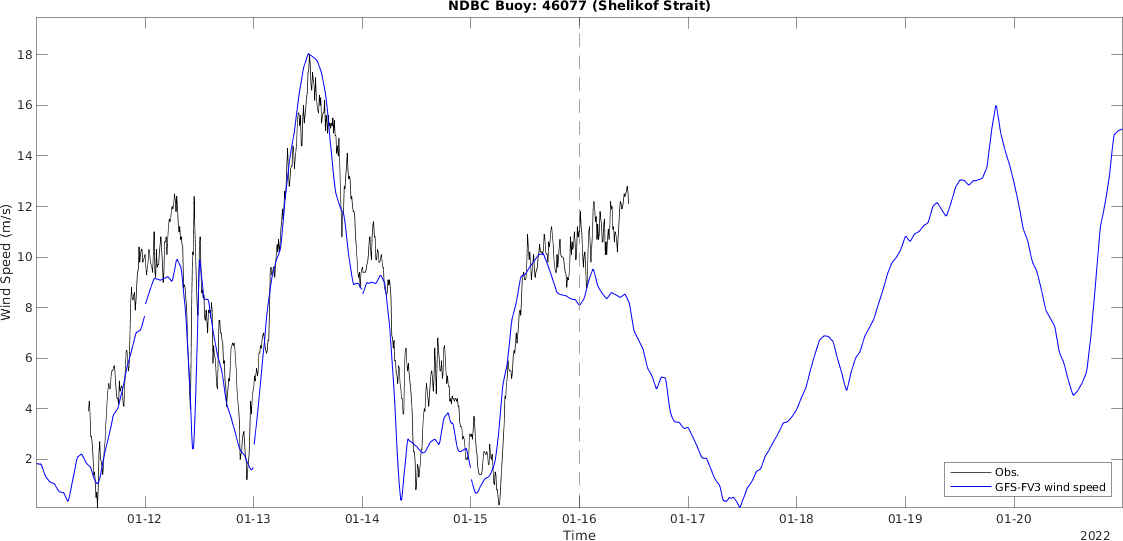 NDBC Buoy: 46077 (Shelikof Strait)
Wind Speed (m/s)
18
16
14
12
10
8
6
4
2
Obs.
GFS-FV3 wind speed
01-12 01-13 01-14 01-15 01-16 01-17 01-18 01-19 01-20
Time
2022